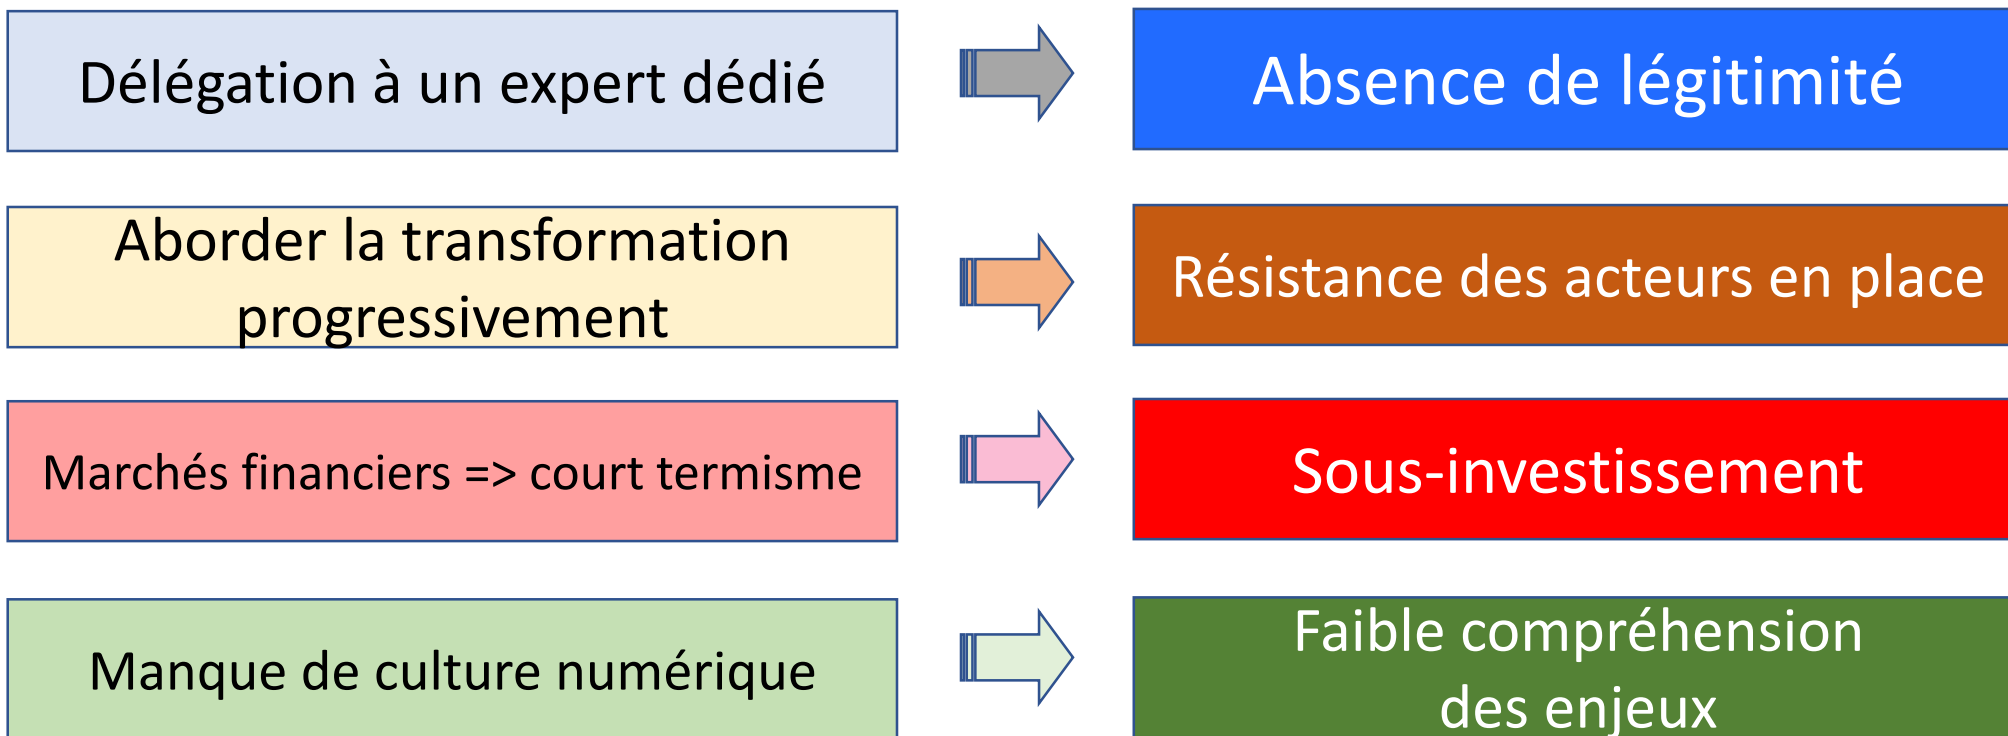 Délégation à un expert dédié
Absence de légitimité
Aborder la transformation
progressivement
Résistance des acteurs en place
Marchés financiers => court termisme
Sous-investissement
Manque de culture numérique
Faible compréhension
des enjeux